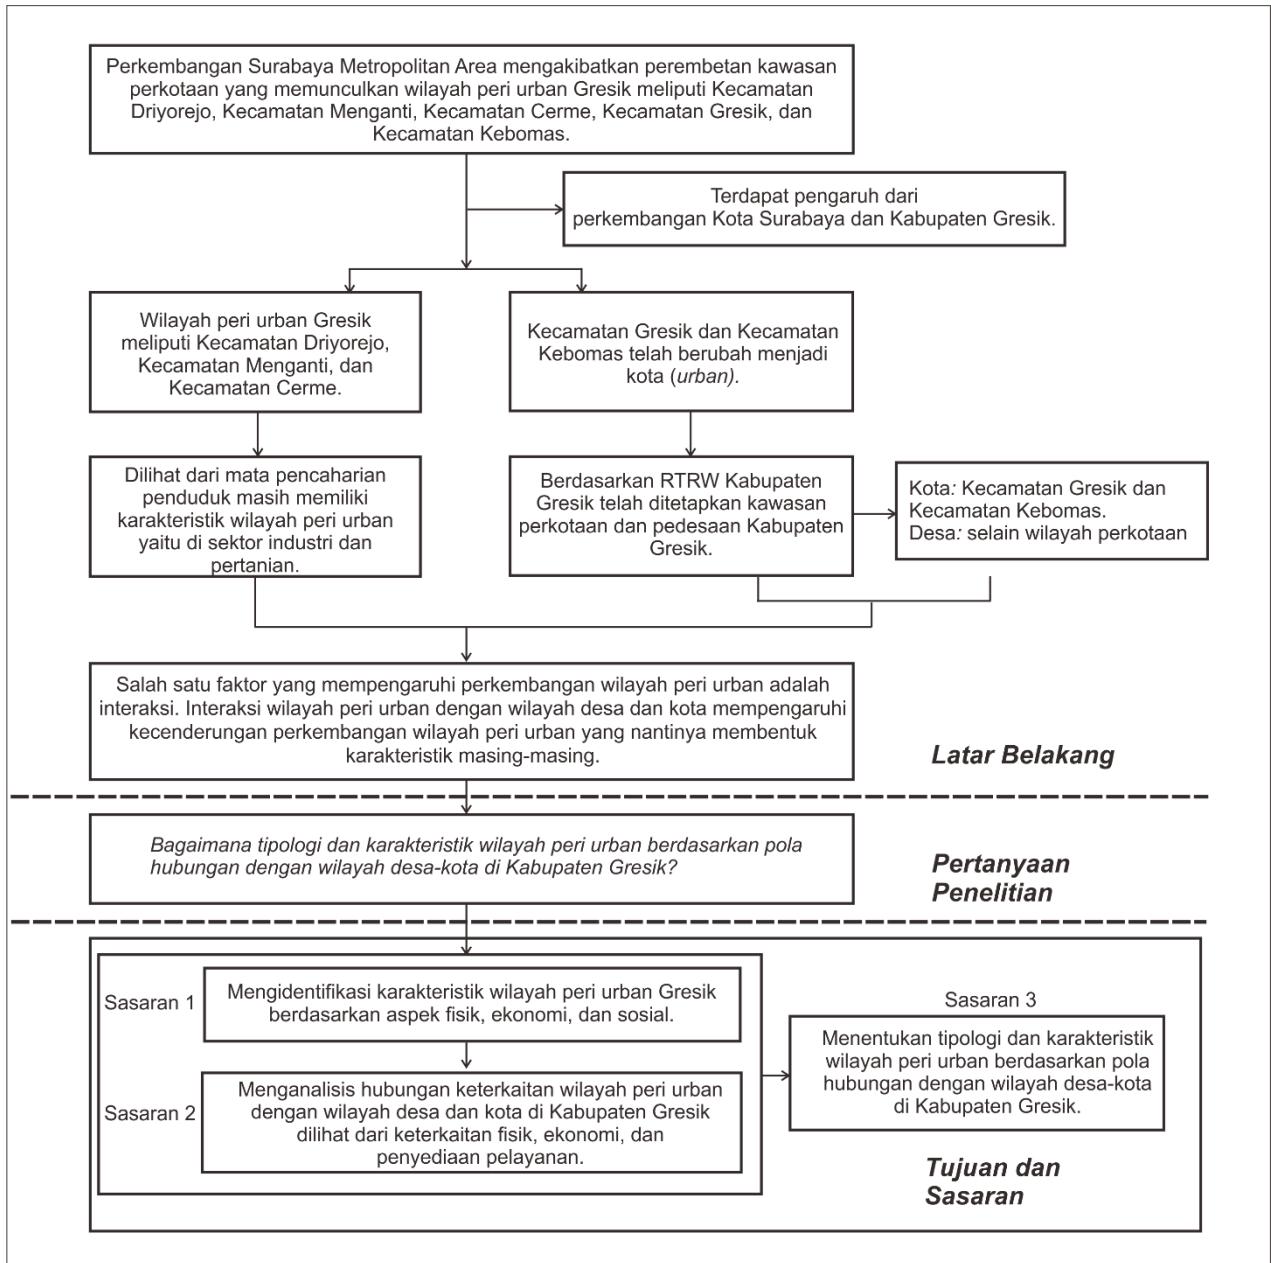 Perkembangan Surabaya Metropolitan Area mengakibatkan perembetan kawasan
perkotaan yang memunculkan wilayah peri urban Gresik meliputi Kecamatan
Driyorejo, Kecamatan Menganti, Kecamatan Cerme, Kecamatan Gresik, dan
Kecamatan Kebomas.
Terdapat pengaruh dari
perkembangan Kota Surabaya dan Kabupaten Gresik.
Wilayah peri urban Gresik
meliputi Kecamatan Driyorejo,
Kecamatan Menganti, dan
Kecamatan Cerme.
Kecamatan Gresik dan Kecamatan
Kebomas telah berubah menjadi
kota (urban).
Dilihat dari mata pencaharian
penduduk masih memiliki
karakteristik wilayah peri urban
yaitu di sektor industri dan
pertanian.
Berdasarkan RTRW Kabupaten
Gresik telah ditetapkan kawasan
perkotaan dan pedesaan Kabupaten
Gresik.
Kota: Kecamatan Gresik dan
Kecamatan Kebomas.
Desa: selain wilayah perkotaan
Salah satu faktor yang mempengaruhi perkembangan wilayah peri urban adalah
interaksi. Interaksi wilayah peri urban dengan wilayah desa dan kota mempengaruhi
kecenderungan perkembangan wilayah peri urban yang nantinya membentuk
karakteristik masing-masing.
Latar Belakang
Bagaimana tipologi dan karakteristik wilayah peri urban berdasarkan pola
hubungan dengan wilayah desa-kota di Kabupaten Gresik?
Pertanyaan
Penelitian
Sasaran 1
Mengidentifikasi karakteristik wilayah peri urban Gresik
berdasarkan aspek fisik, ekonomi, dan sosial.
Sasaran 2
Menganalisis hubungan keterkaitan wilayah peri urban
dengan wilayah desa dan kota di Kabupaten Gresik
dilihat dari keterkaitan fisik, ekonomi, dan
penyediaan pelayanan.
Sasaran 3
Menentukan tipologi dan karakteristik
wilayah peri urban berdasarkan pola
hubungan dengan wilayah desa-kota
di Kabupaten Gresik.
Tujuan dan
Sasaran